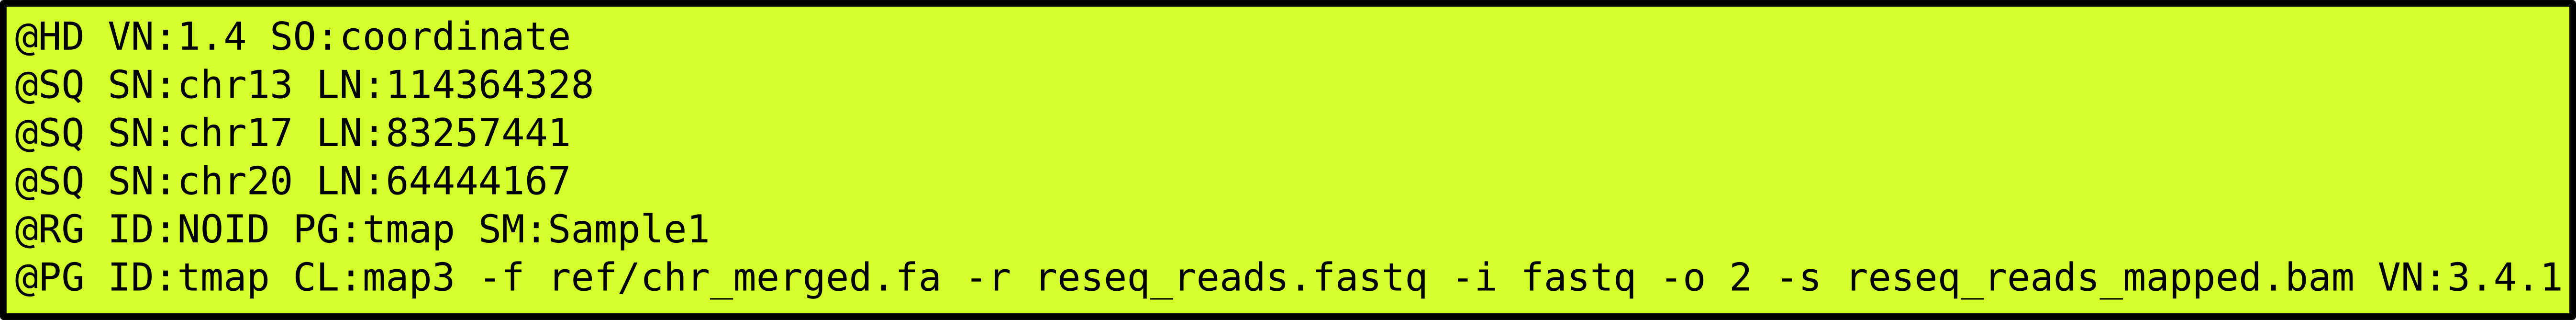 @HD VN:1.4 SO:coordinate
@SQ SN:chr13 LN:114364328
@SQ SN:chr17 LN:83257441
@SQ SN:chr20 LN:64444167
@RG ID:NOID PG:tmap SM:Sample1
@PG ID:tmap CL:map3 -f ref/chr_merged.fa -r reseq_reads.fastq -i fastq -o 2 -s reseq_reads_mapped.bam VN:3.4.1